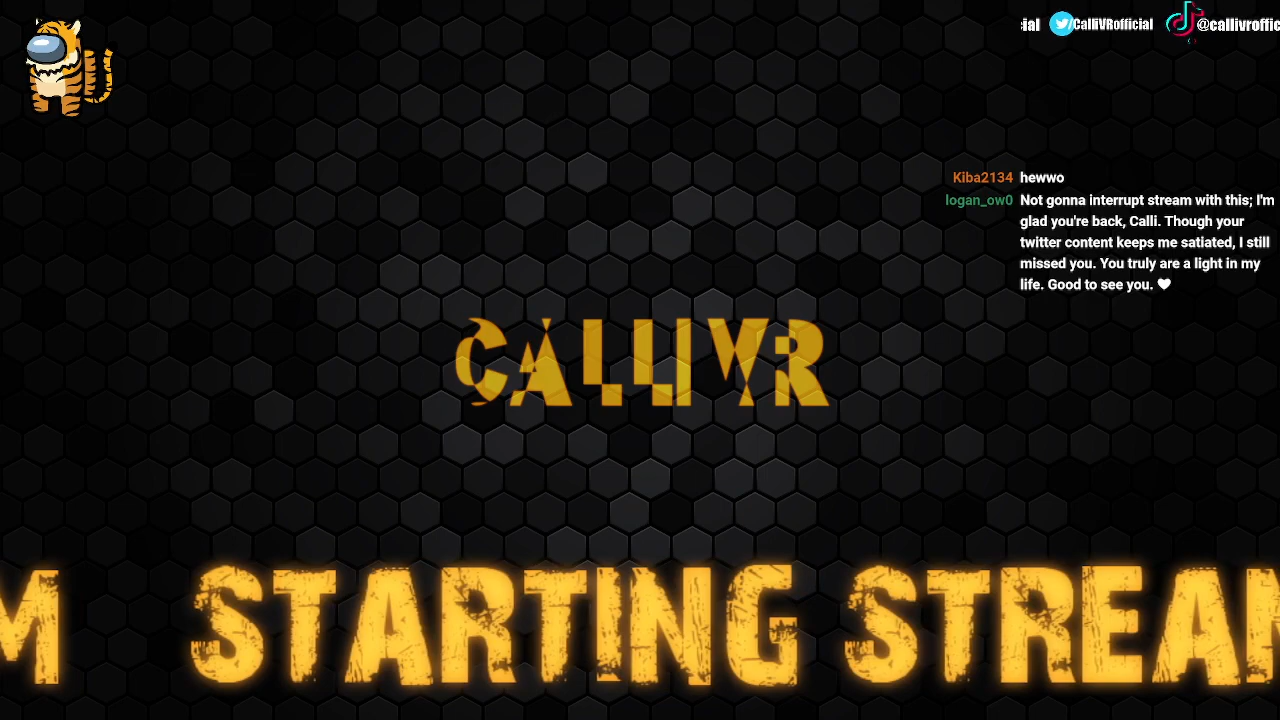 ial CalliVRofficial @callivroffic
Kiba2134 hewwo
logan_ow0 Not gonna interrupt stream with this; I'm
glad you're back, Calli. Though your
twitter content keeps me satiated, I still
missed you. You truly are a light in my
life. Good to see you. ♥
CALLIVR
M STARTING STREAM